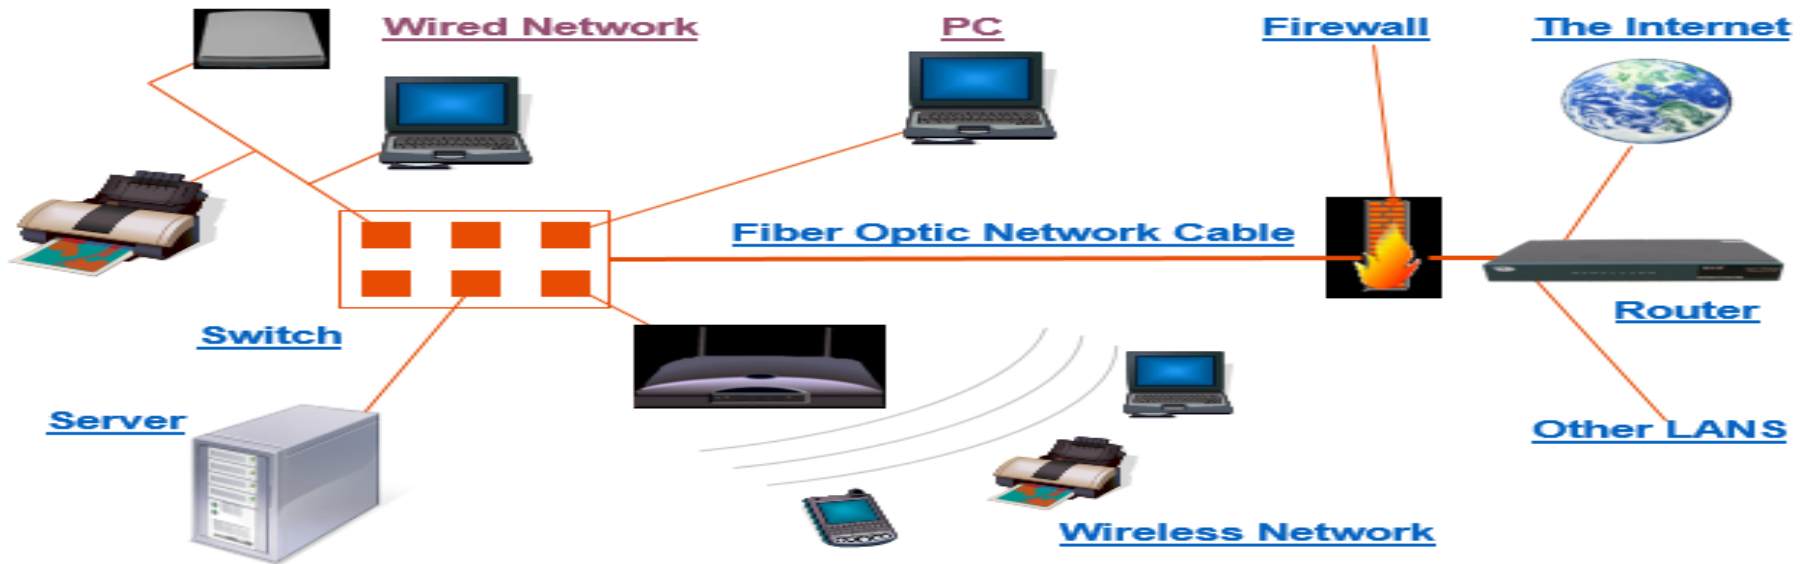 Wired Network
PC
Firewall
The Internet
Fiber Optic Network Cable
Router
Switch
Server
Other LANS
Wireless Network